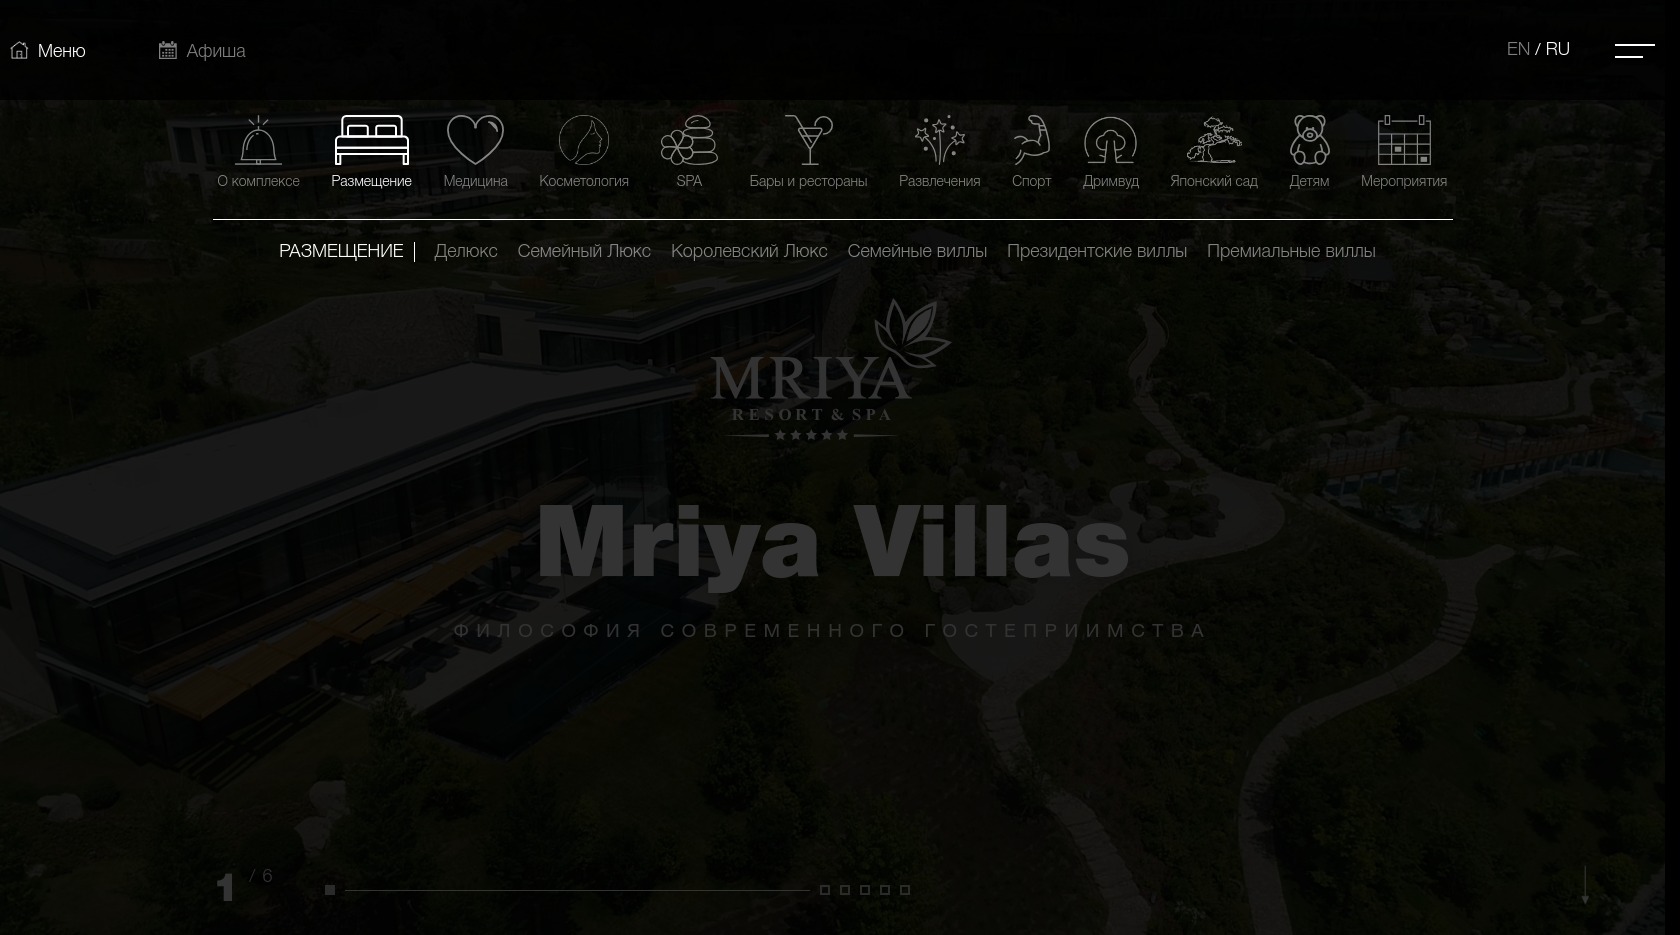 Меню
Афиша
EN / RU
О комплексе
Размещение
Медицина
Косметология
SPA
Бары и рестораны
Развлечения
Спорт
Дримвуд
Японский сад
Детям
Мероприятия
РАЗМЕЩЕНИЕ
Делюкс
Семейный Люкс
Королевский Люкс
Семейные виллы
Президентские виллы
Премиальные виллы
MRIYA
RESORT & SPA
Mriya Villas
ФИЛОСОФИЯ СОВРЕМЕННОГО ГОСТЕПРИИМСТВА
1 / 6